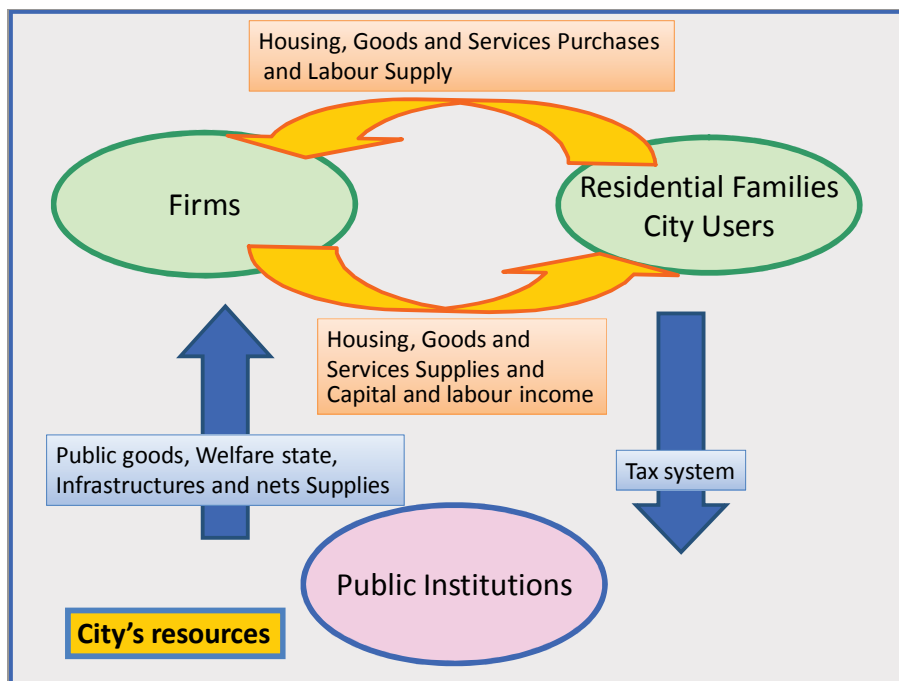 Housing, Goods and Services Purchases
and Labour Supply
Firms
Residential Families
City Users
Housing, Goods and
Services Supplies and
Capital and labour income
Public goods, Welfare state,
Infrastructures and nets Supplies
Tax system
Public Institutions
City's resources